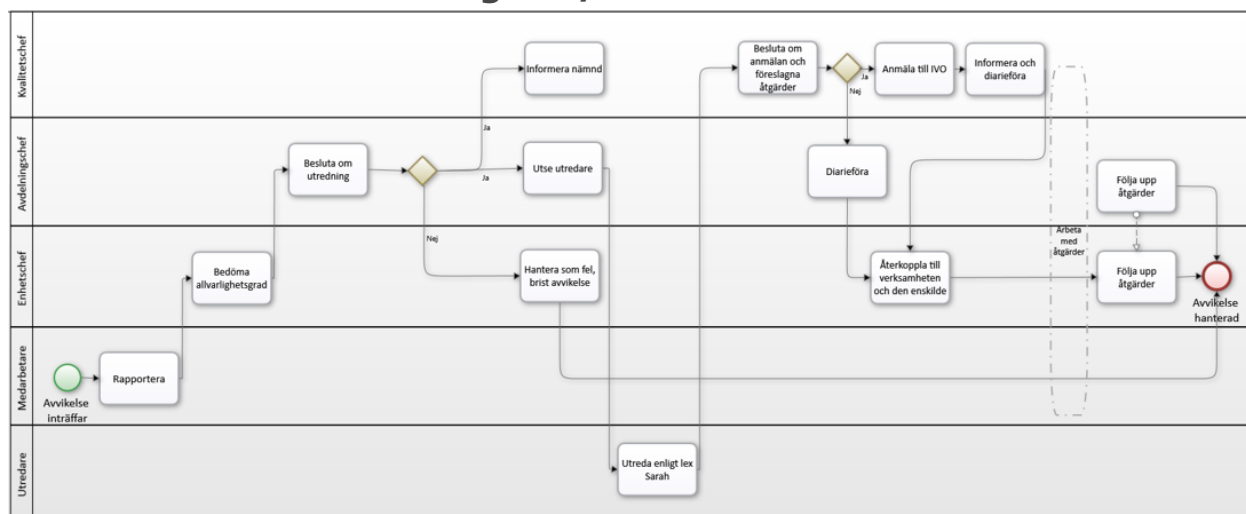 Kvalitetschef
Informera nämnd
Besluta om
anmälan och
föreslagna
åtgärder
Ja
Nej
Anmäla till IVO
Informera och
diarieföra
Avdelningschef
Besluta om
utredning
Ja
Ja
Nej
Utse utredare
Diarieföra
Följa upp
åtgärder
Enhetschef
Bedöma
allvarlighetsgrad
Hantera som fel,
brist avvikelse
Återkoppla till
verksamheten
och den enskilde
Arbeta
med
åtgärder
Följa upp
åtgärder
Avvikelse
hanterad
Medarbetare
Avvikelse
inträffar
Rapportera
Utredare
Utreda enligt lex
Sarah